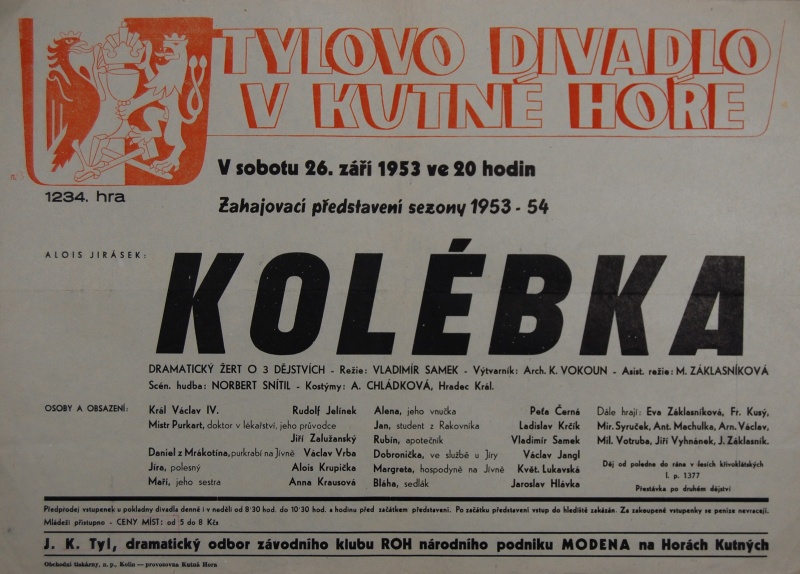 TYLOVO DIVADLO
V KUTNÉ HOŘE
V sobotu 26. září 1953 ve 20 hodin
1234. hra
Zahajovací představení sezony 1953 - 54
ALOIS JIRÁSEK:
KOLÉBKA
DRAMATICKÝ ŽERT O 3 DĚJSTVÍCH - Režie: VLADIMÍR SAMEK - Výtvarník: Arch. K. VOKOUN - Asist. režie: M. ZÁKLASNÍKOVÁ
Scén. hudba: NORBERT SNÍTIL - Kostýmy: A. CHLÁDKOVÁ, Hradec Král.
OSOBY A OBSAZENÍ:
Král Václav IV. Rudolf Jelínek
Mistr Purkart, doktor v lékařství, jeho průvodce
Jiří Zalužanský
Daniel z Mrákotína, purkrabí na Jivně Václav Vrba
Jíra, polesný Alois Krupička
Maří, jeho sestra Anna Krausová
Alena, jeho vnučka Peťa Černá
Jan, student z Rakovníka Ladislav Krčík
Rubín, apotečník Vladimír Samek
Dobronička, ve službě u Jíry Václav Jangl
Margreta, hospodyně na Jivně Květ. Lukavská
Bláha, sedlák Jaroslav Hlávka
Dále hrají: Eva Záklasníková, Fr. Kusý,
Mir. Syruček, Ant. Machulka, Arn. Václav,
Mil. Votruba, Jiří Vyhnánek, J. Záklasník.
Děj od poledne do rána v lesích křivoklátských
l. p. 1377
Přestávka po druhém dějství
Předprodej vstupenek u pokladny divadla denně i v neděli od 8·30 hod. do 10·30 hod. a hodinu před začátkem představení. Po začátku představení vstup do hlediště zakázán. Za zakoupené vstupenky se peníze nevracejí.
Mládeži přístupno - CENY MÍST: od 5 do 8 Kčs
J. K. Tyl, dramatický odbor závodního klubu ROH národního podniku MODENA na Horách Kutných
Obchodní tiskárny, n. p., Kolín — provozovna Kutná Hora